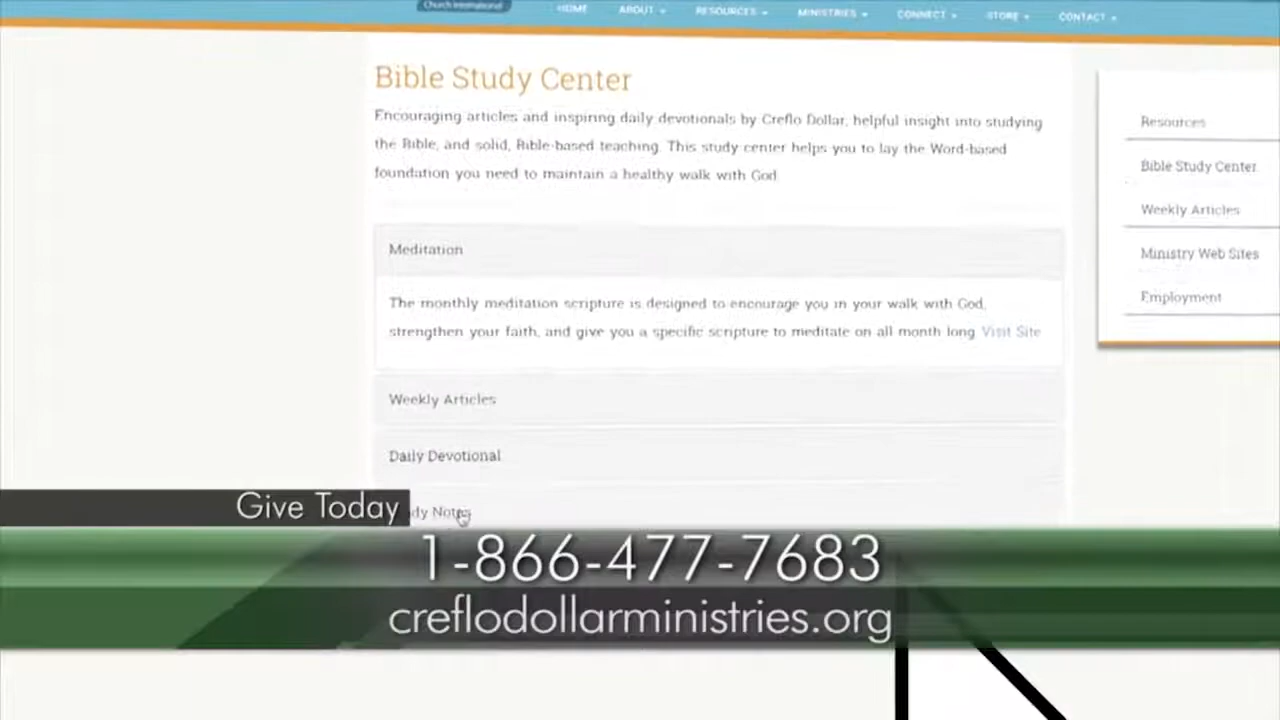 Church International
HOME ABOUT RESOURCES MINISTRIES CONNECT STORE CONTACT
Bible Study Center
Encouraging articles and inspiring daily devotionals by Creflo Dollar, helpful insight into studying
the Bible, and solid, Bible-based teaching. This study center helps you to lay the Word-based
foundation you need to maintain a healthy walk with God
Meditation
The monthly meditation scripture is designed to encourage you in your walk with God,
strengthen your faith, and give you a specific scripture to meditate on all month long Visit Site
Weekly Articles
Daily Devotional
dy Notes
Resources
Bible Study Center
Weekly Articles
Ministry Web Sites
Employment
Give Today
1-866-477-7683
creflodollarministries.org